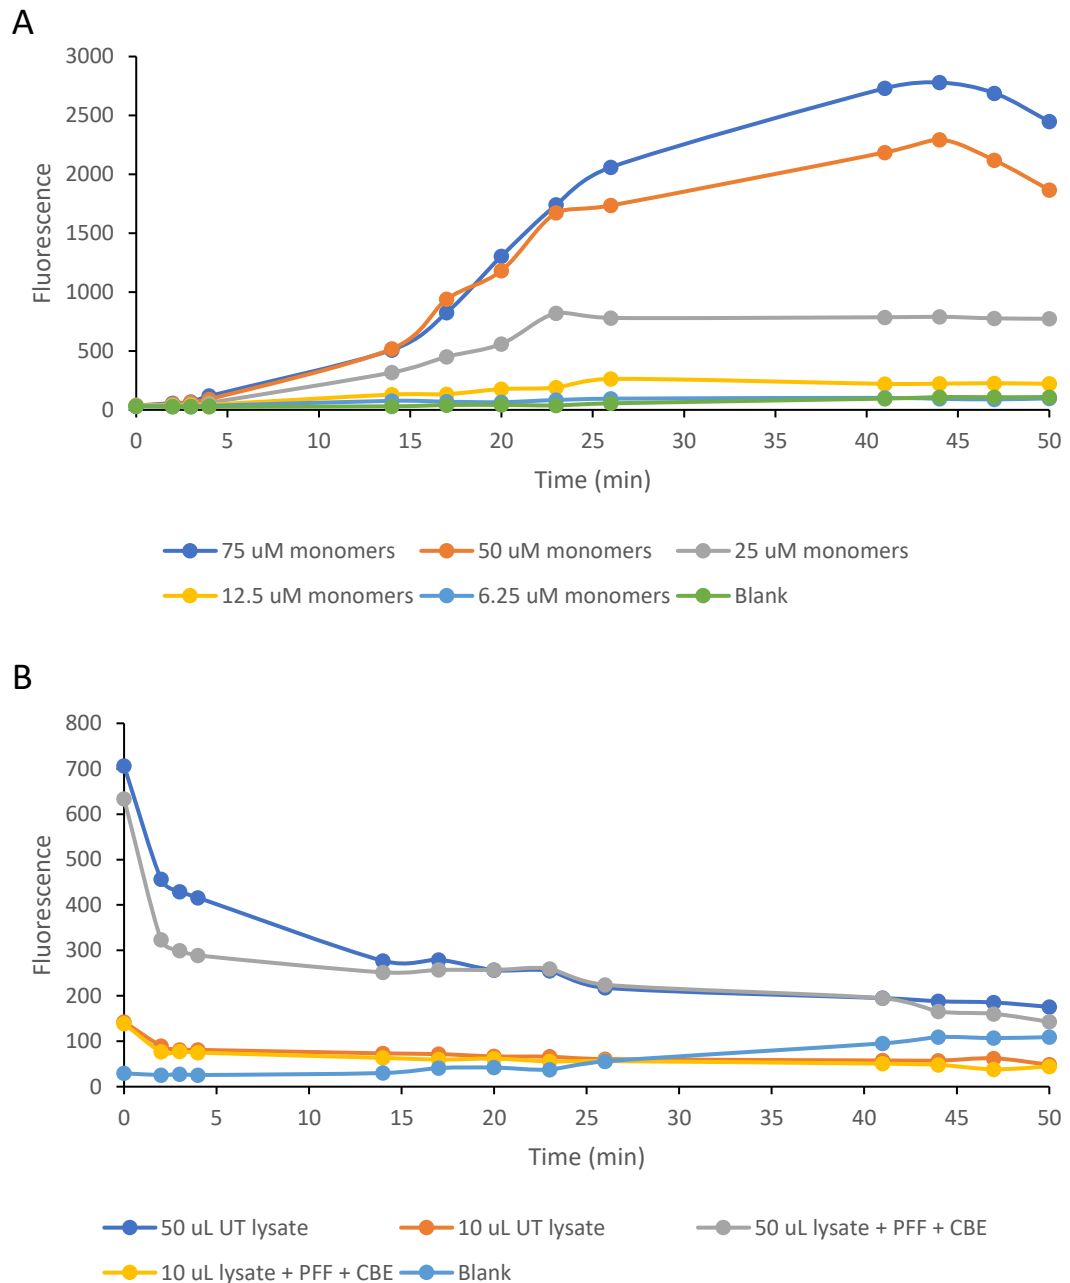 A
3000
2500
2000
1500
1000
500
0
Fluorescence
0 5 10 15 20 25 30 35 40 45 50
Time (min)
75 uM monomers 50 uM monomers 25 uM monomers
12.5 uM monomers 6.25 uM monomers Blank
B
800
700
600
500
400
300
200
100
0
Fluorescence
0 5 10 15 20 25 30 35 40 45 50
Time (min)
50 uL UT lysate 10 uL UT lysate 50 uL lysate + PFF + CBE
10 uL lysate + PFF + CBE Blank